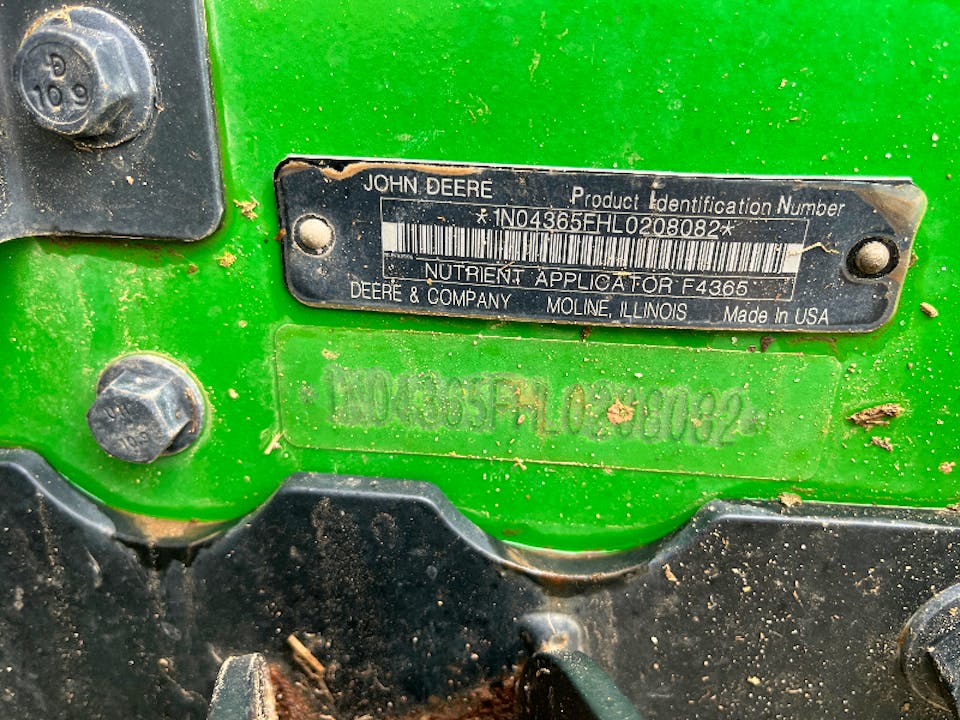 D
10.9
JOHN DEERE Product Identification Number
*1N04365FHL0208082*
NUTRIENT APPLICATOR F4365
DEERE & COMPANY MOLINE, ILLINOIS Made In USA
*1N04365FHL0208082*